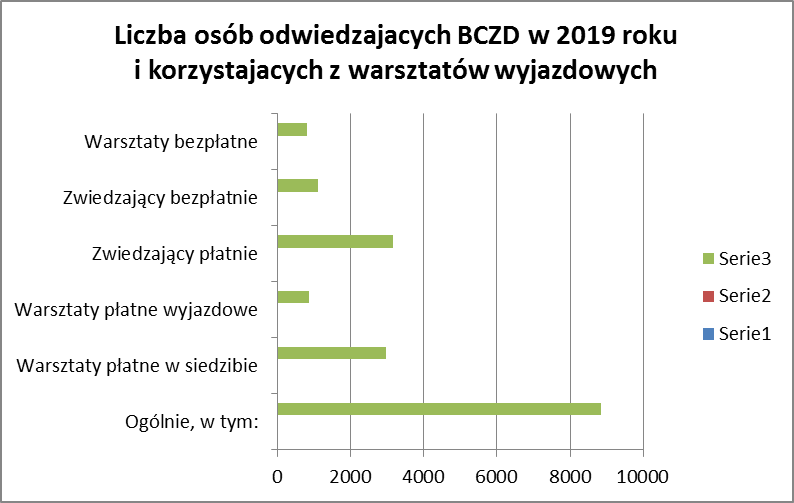 Liczba osób odwiedzajacych BCZD w 2019 roku
i korzystajacych z warsztatów wyjazdowych
Warsztaty bezpłatne
Zwiedzający bezpłatnie
Zwiedzający płatnie
Warsztaty płatne wyjazdowe
Warsztaty płatne w siedzibie
Ogólnie, w tym:
0 2000 4000 6000 8000 10000
Serie3
Serie2
Serie1